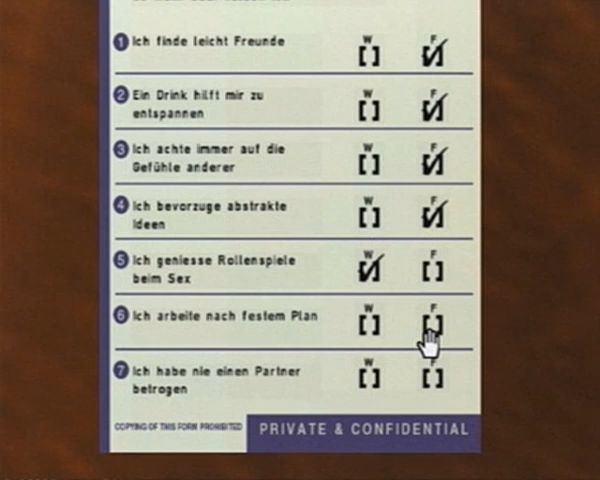 W F
1 Ich finde leicht Freunde
W F
2 Ein Drink hilft mir zu
entspannen
W F
3 Ich achte immer auf die
Gefühle anderer
W F
4 Ich bevorzuge abstrakte
Ideen
W F
5 Ich geniesse Rollenspiele
beim Sex
W F
6 Ich arbeite nach festem Plan
W F
7 Ich habe nie einen Partner
betrogen
COPYING OF THIS FORM PROHIBITED
PRIVATE & CONFIDENTIAL